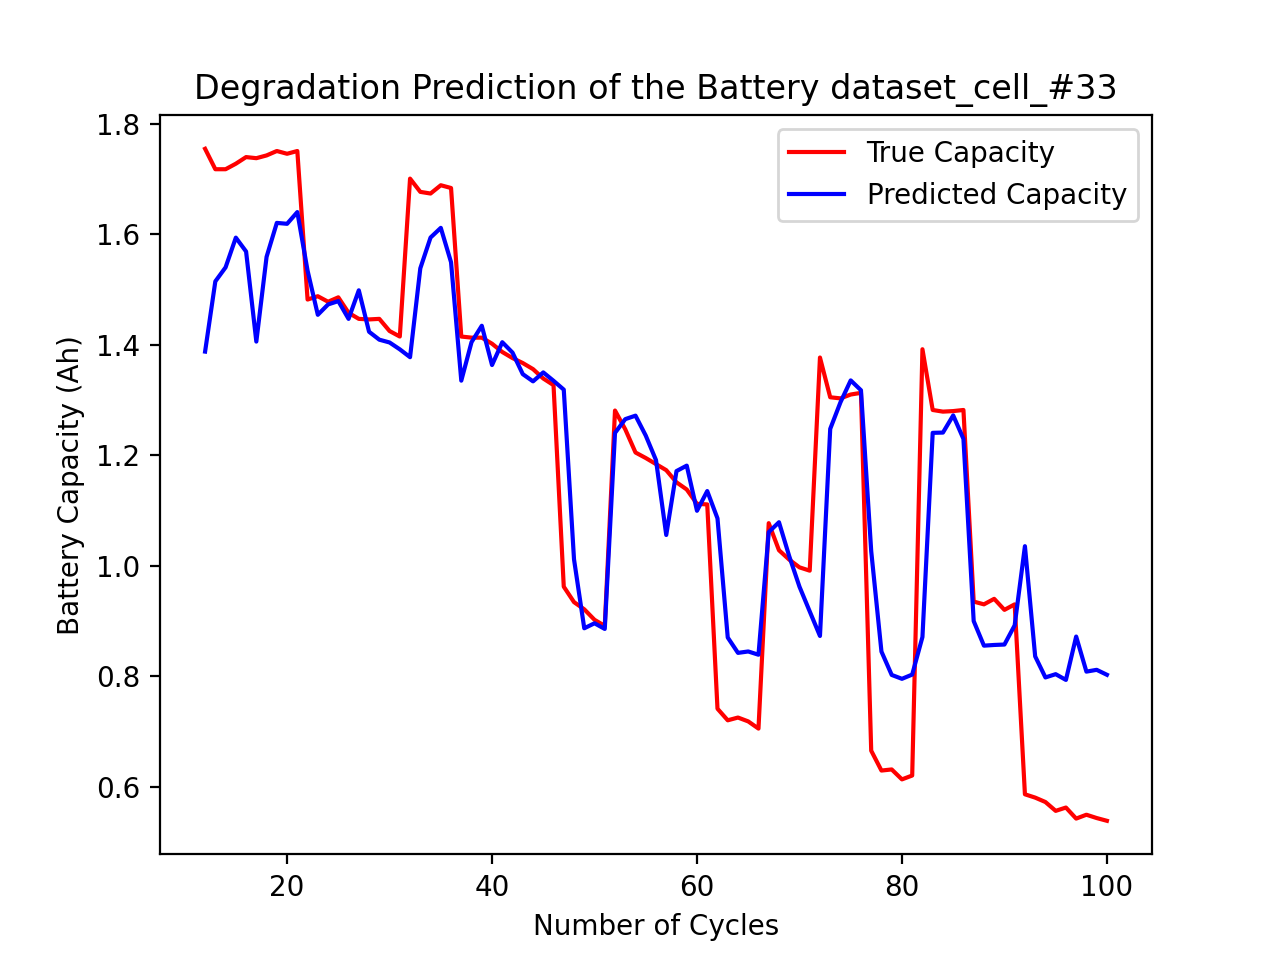 Degradation Prediction of the Battery dataset_cell_#33
True Capacity
Predicted Capacity
Battery Capacity (Ah)
1.8
1.6
1.4
1.2
1.0
0.8
0.6
20 40 60 80 100
Number of Cycles